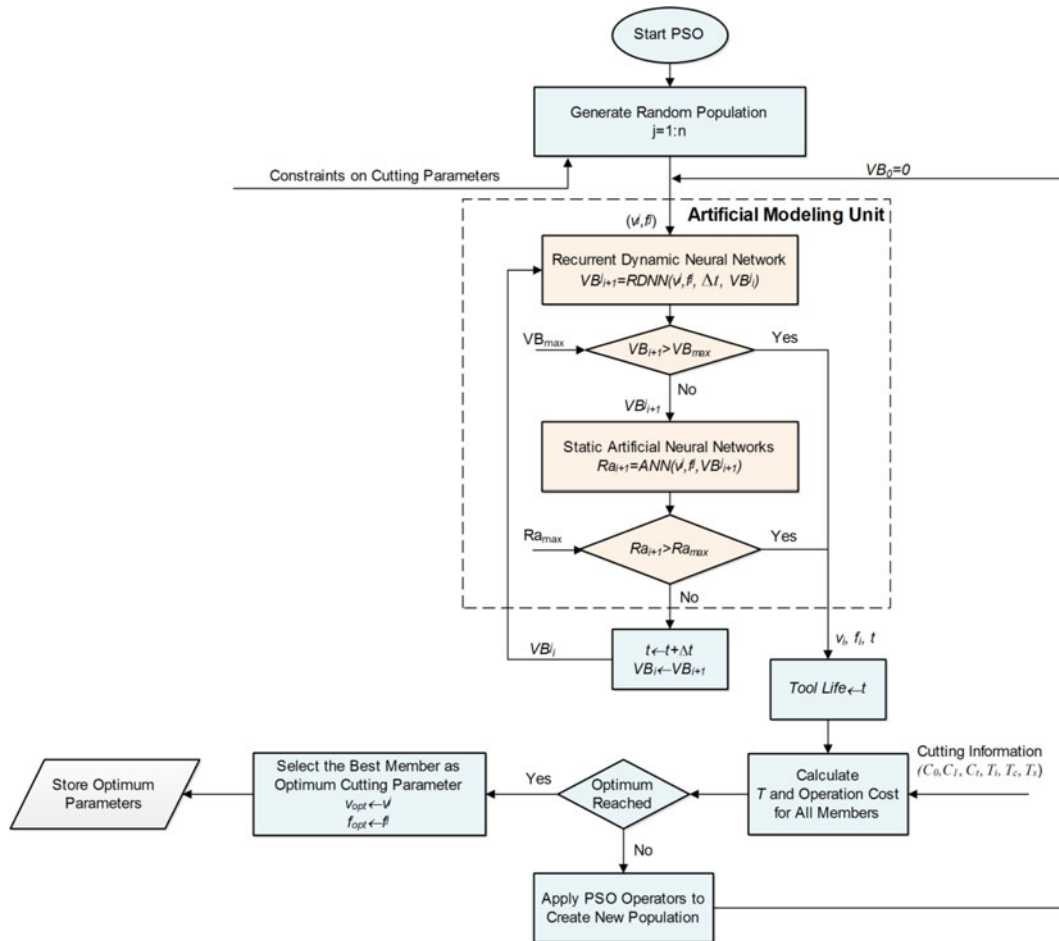 Start PSO
Generate Random Population
j=1:n
Constraints on Cutting Parameters
VB₀=0
Artificial Modeling Unit
(vʲ,fʲ)
Recurrent Dynamic Neural Network
VBʲᵢ₊₁=RDNN(vʲ,fʲ, Δt, VBʲᵢ)
VBmax
VBᵢ₊₁>VBmax
Yes
No
VBʲᵢ₊₁
Static Artificial Neural Networks
Raᵢ₊₁=ANN(vʲ,fʲ,VBʲᵢ₊₁)
Ramax
Raᵢ₊₁>Ramax
Yes
No
VBʲᵢ
t←t+Δt
VBᵢ←VBᵢ₊₁
vᵢ, fᵢ, t
Tool Life←t
Cutting Information
(C₀,C₁, Cₜ, Tₗ, T꜀, Tₛ)
Calculate
T and Operation Cost
for All Members
Optimum
Reached
Yes
No
Select the Best Member as
Optimum Cutting Parameter
vopt←vʲ
fopt←fʲ
Store Optimum
Parameters
Apply PSO Operators to
Create New Population